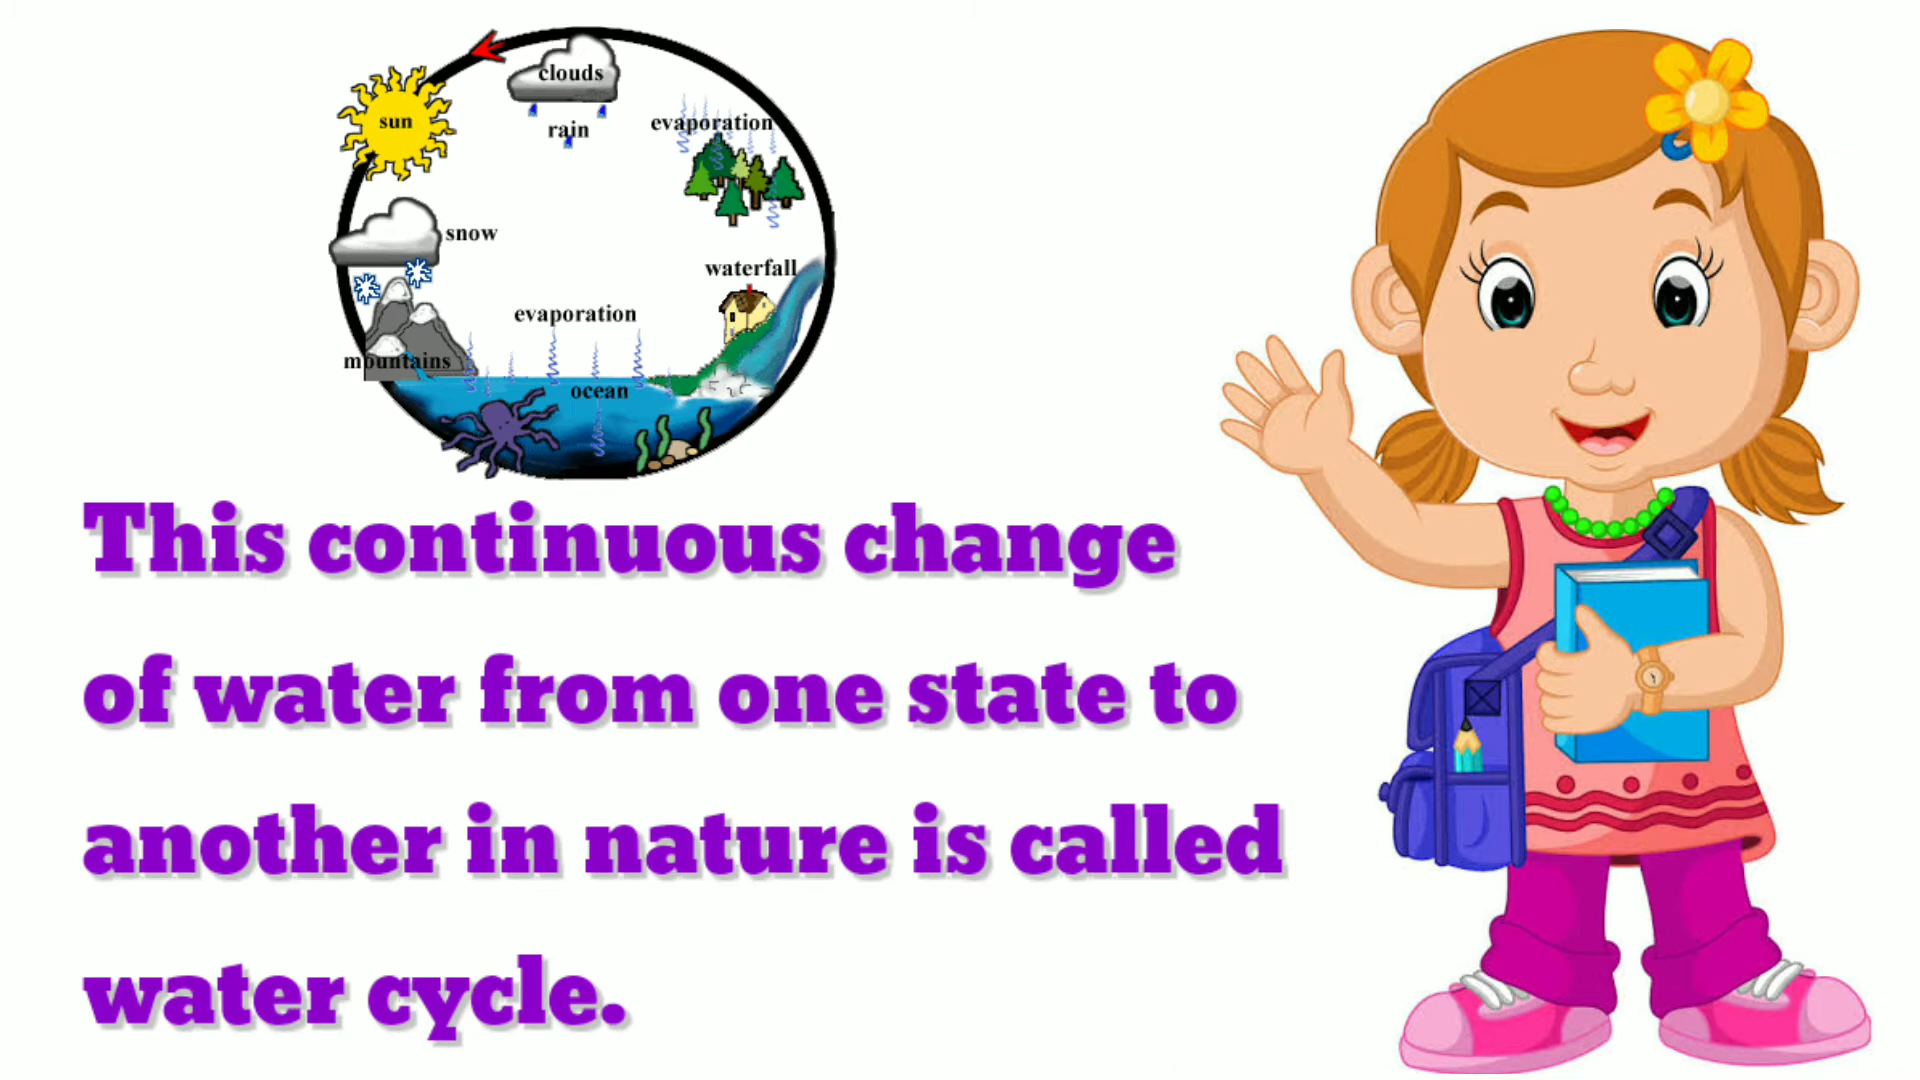 clouds
sun
rain
evaporation
snow
waterfall
evaporation
mountains
ocean
This continuous change
of water from one state to
another in nature is called
water cycle.